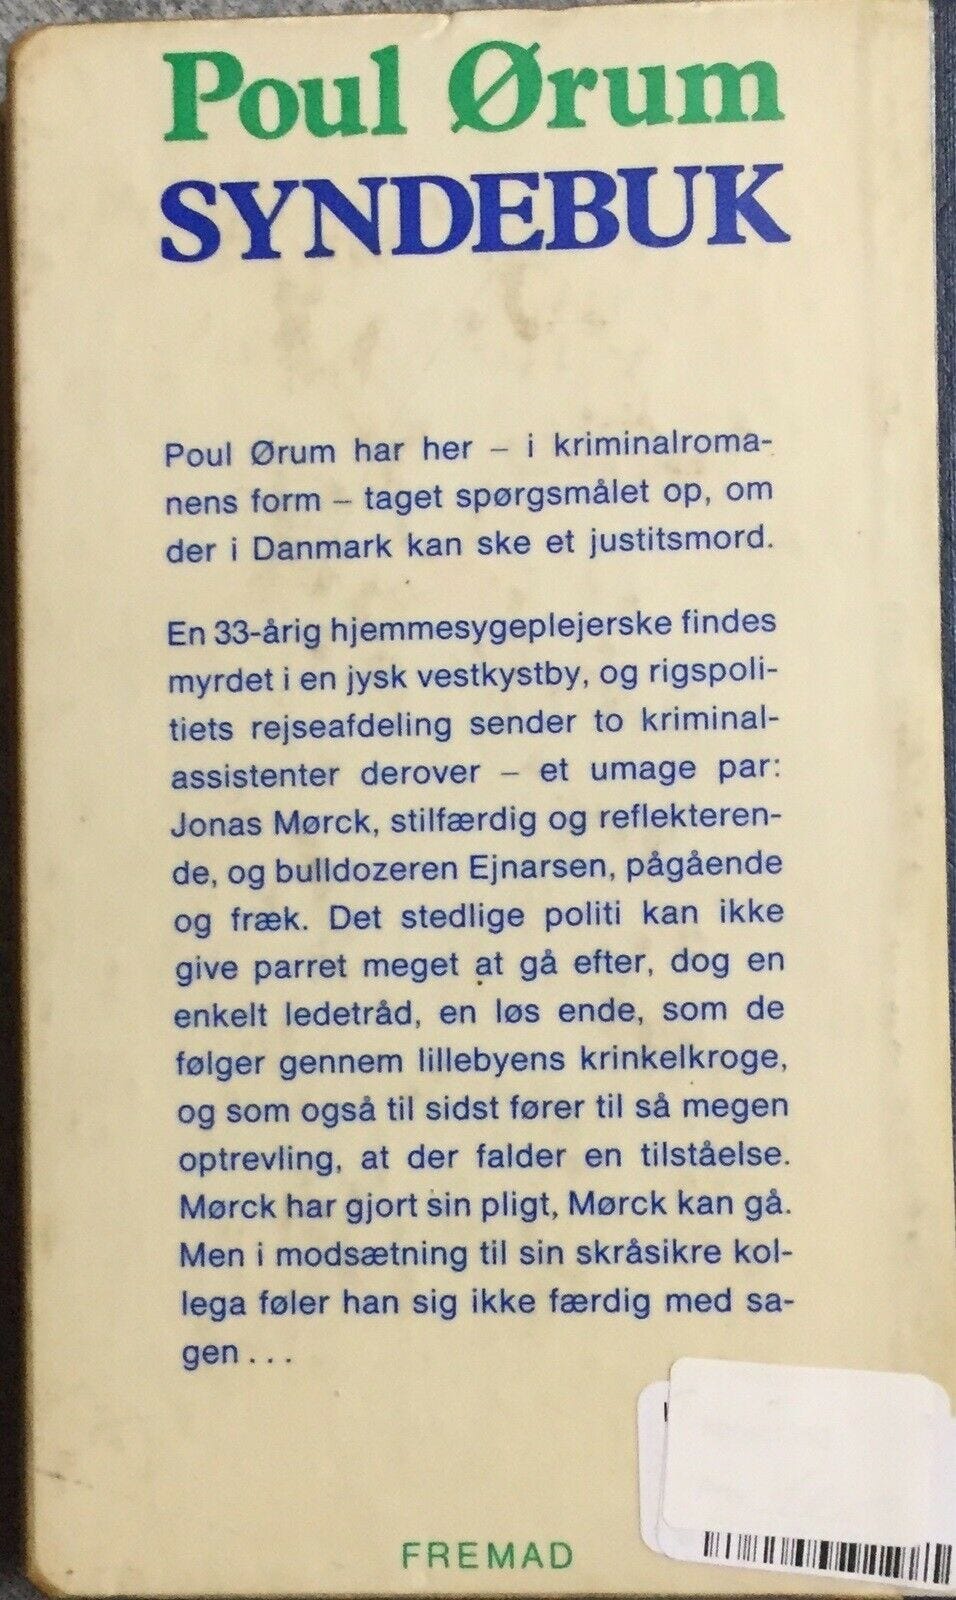 Poul Ørum
SYNDEBUK
Poul Ørum har her – i kriminalroma-
nens form – taget spørgsmålet op, om
der i Danmark kan ske et justitsmord.
En 33-årig hjemmesygeplejerske findes
myrdet i en jysk vestkystby, og rigspoli-
tiets rejseafdeling sender to kriminal-
assistenter derover – et umage par:
Jonas Mørck, stilfærdig og reflekteren-
de, og bulldozeren Ejnarsen, pågående
og fræk. Det stedlige politi kan ikke
give parret meget at gå efter, dog en
enkelt ledetråd, en løs ende, som de
følger gennem lillebyens krinkelkroge,
og som også til sidst fører til så megen
optrevling, at der falder en tilståelse.
Mørck har gjort sin pligt, Mørck kan gå.
Men i modsætning til sin skråsikre kol-
lega føler han sig ikke færdig med sa-
gen . . .
FREMAD